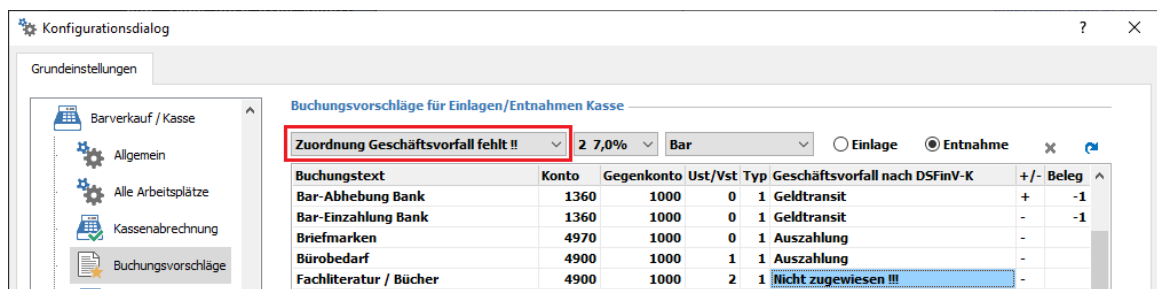 Konfigurationsdialog ?
Grundeinstellungen
Barverkauf / Kasse
Allgemein
Alle Arbeitsplätze
Kassenabrechnung
Buchungsvorschläge
Buchungsvorschläge für Einlagen/Entnahmen Kasse
Zuordnung Geschäftsvorfall fehlt !! 2 7,0% Bar Einlage Entnahme
Buchungstext Konto Gegenkonto Ust/Vst Typ Geschäftsvorfall nach DSFinV-K +/- Beleg
Bar-Abhebung Bank 1360 1000 0 1 Geldtransit + -1
Bar-Einzahlung Bank 1360 1000 0 1 Geldtransit - -1
Briefmarken 4970 1000 0 1 Auszahlung -
Bürobedarf 4900 1000 1 1 Auszahlung -
Fachliteratur / Bücher 4900 1000 2 1 Nicht zugewiesen !!! -